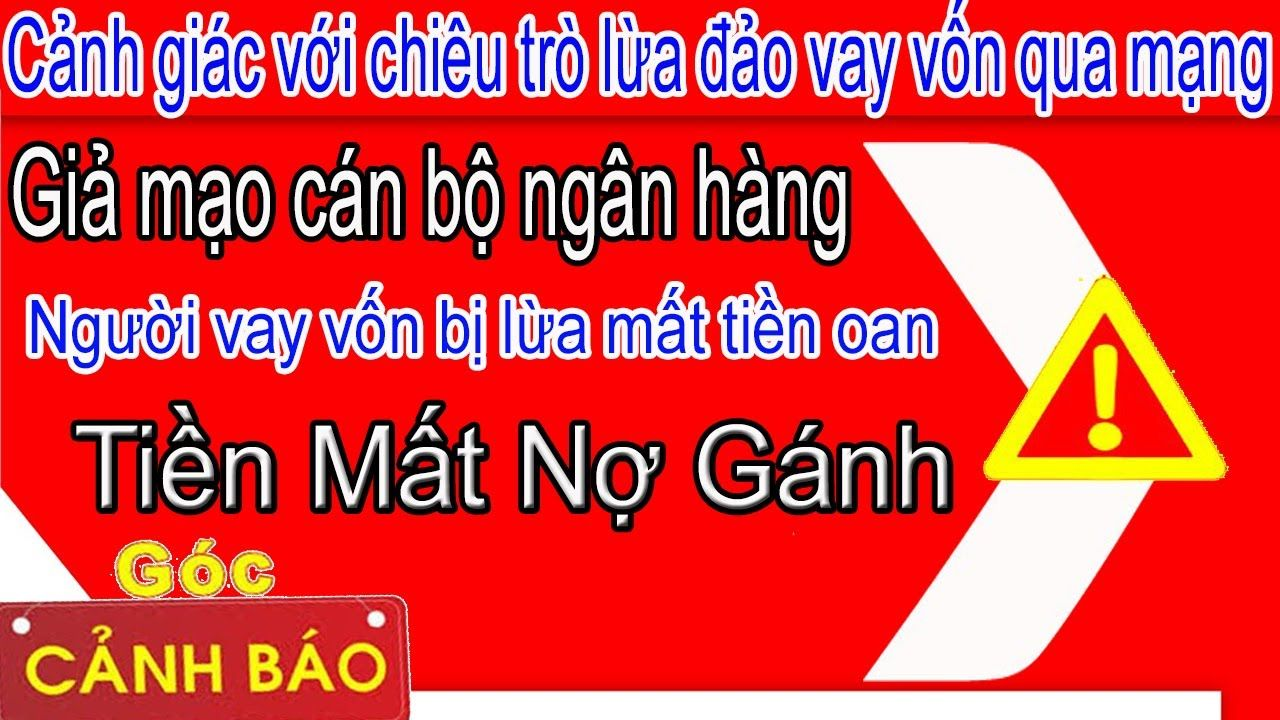 Cảnh giác với chiêu trò lừa đảo vay vốn qua mạng
Giả mạo cán bộ ngân hàng
Người vay vốn bị lừa mất tiền oan
Tiền Mất Nợ Gánh
Góc
CẢNH BÁO